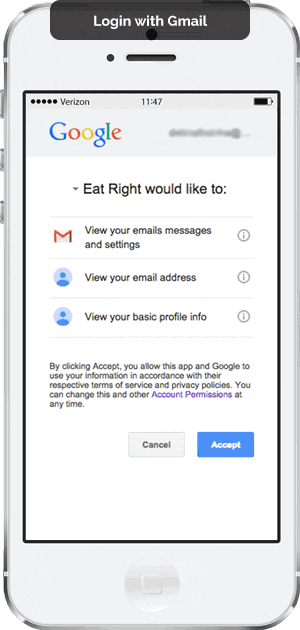 Login with Gmail
Verizon
11:47
Google
Eat Right would like to:
View your emails messages
and settings
View your email address
View your basic profile info
By clicking Accept, you allow this app and Google to
use your information in accordance with their
respective terms of service and privacy policies. You
can change this and other Account Permissions at
any time.
Cancel
Accept